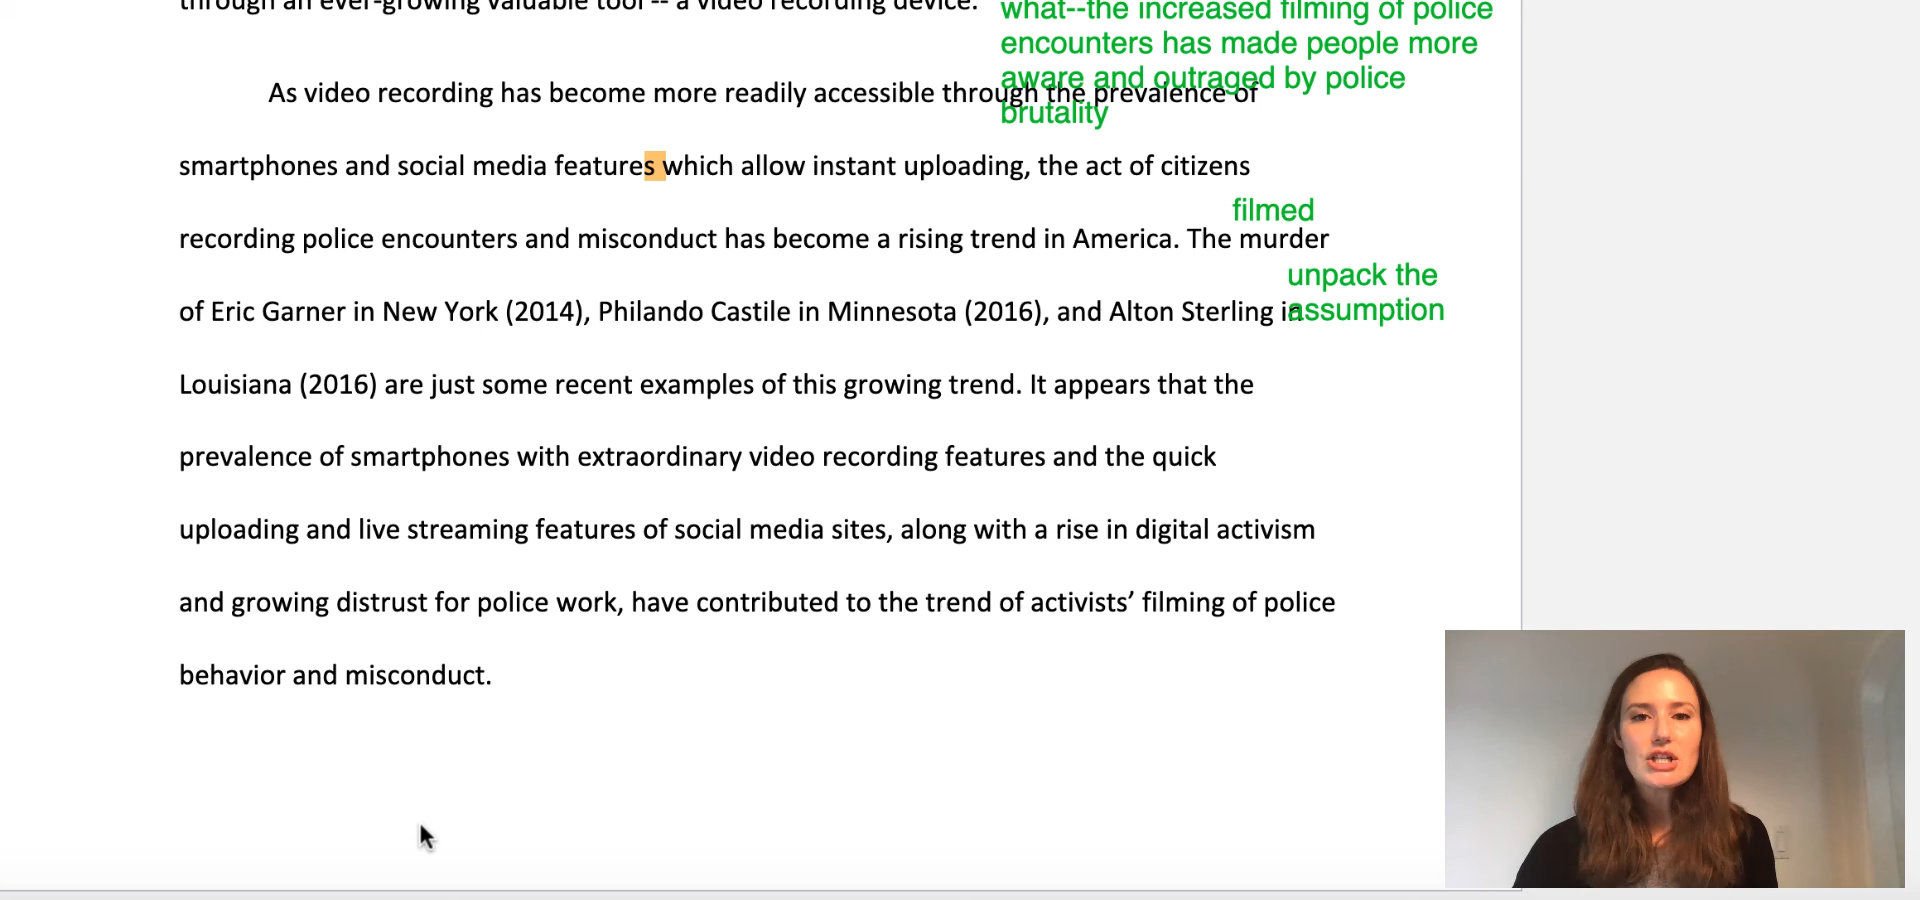 through an ever-growing valuable tool -- a video recording device.
what--the increased filming of police
encounters has made people more
aware and outraged by police
brutality
As video recording has become more readily accessible through the prevalence of
smartphones and social media features which allow instant uploading, the act of citizens
filmed
recording police encounters and misconduct has become a rising trend in America. The murder
unpack the
assumption
of Eric Garner in New York (2014), Philando Castile in Minnesota (2016), and Alton Sterling in
Louisiana (2016) are just some recent examples of this growing trend. It appears that the
prevalence of smartphones with extraordinary video recording features and the quick
uploading and live streaming features of social media sites, along with a rise in digital activism
and growing distrust for police work, have contributed to the trend of activists’ filming of police
behavior and misconduct.